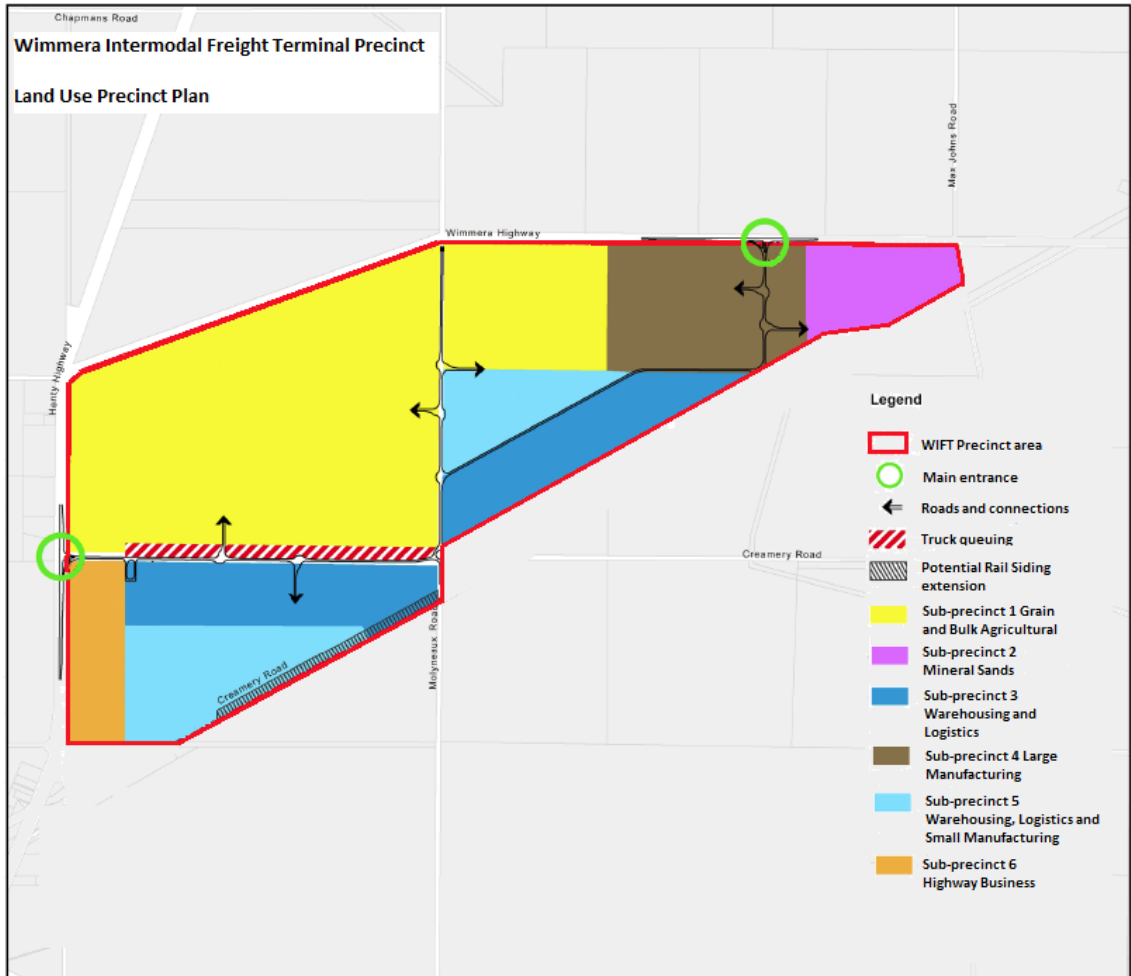 Chapmans Road
Wimmera Intermodal Freight Terminal Precinct
Land Use Precinct Plan
Max Johns Road
Wimmera Highway
Henty Highway
Creamery Road
Molyneaux Road
Creamery Road
Legend
WIFT Precinct area
Main entrance
Roads and connections
Truck queuing
Potential Rail Siding
extension
Sub-precinct 1 Grain
and Bulk Agricultural
Sub-precinct 2
Mineral Sands
Sub-precinct 3
Warehousing and
Logistics
Sub-precinct 4 Large
Manufacturing
Sub-precinct 5
Warehousing, Logistics and
Small Manufacturing
Sub-precinct 6
Highway Business